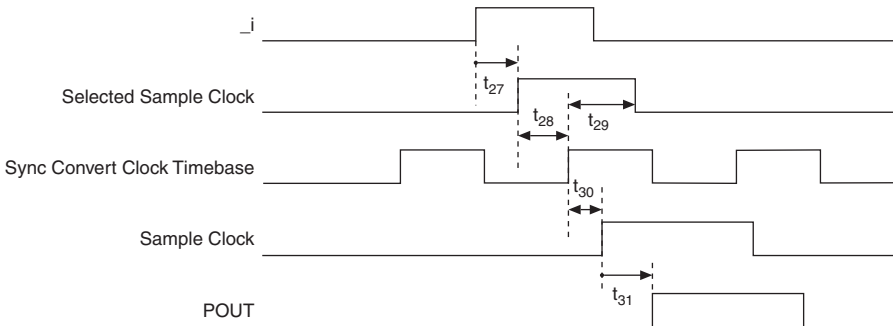 _i
t27
Selected Sample Clock
t28
t29
Sync Convert Clock Timebase
t30
Sample Clock
t31
POUT